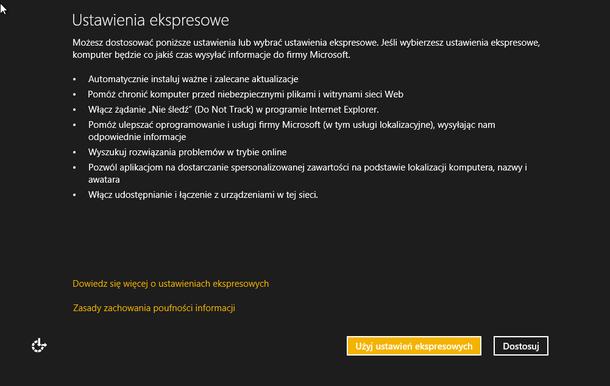 Ustawienia ekspresowe
Możesz dostosować poniższe ustawienia lub wybrać ustawienia ekspresowe. Jeśli wybierzesz ustawienia ekspresowe,
komputer będzie co jakiś czas wysyłać informacje do firmy Microsoft.
• Automatycznie instaluj ważne i zalecane aktualizacje
• Pomóż chronić komputer przed niebezpiecznymi plikami i witrynami sieci Web
• Włącz żądanie „Nie śledź” (Do Not Track) w programie Internet Explorer.
• Pomóż ulepszać oprogramowanie i usługi firmy Microsoft (w tym usługi lokalizacyjne), wysyłając nam
odpowiednie informacje
• Wyszukuj rozwiązania problemów w trybie online
• Pozwól aplikacjom na dostarczanie spersonalizowanej zawartości na podstawie lokalizacji komputera, nazwy i
awatara
• Włącz udostępnianie i łączenie z urządzeniami w tej sieci.
Dowiedz się więcej o ustawieniach ekspresowych
Zasady zachowania poufności informacji
Użyj ustawień ekspresowych
Dostosuj